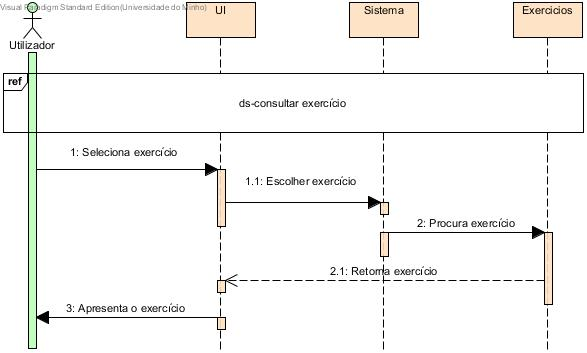 Visual Paradigm Standard Edition(Universidade do Minho)
UI
Sistema
Exercicios
Utilizador
ref
ds-consultar exercício
1: Seleciona exercício
1.1: Escolher exercício
2: Procura exercício
2.1: Retorna exercício
3: Apresenta o exercício